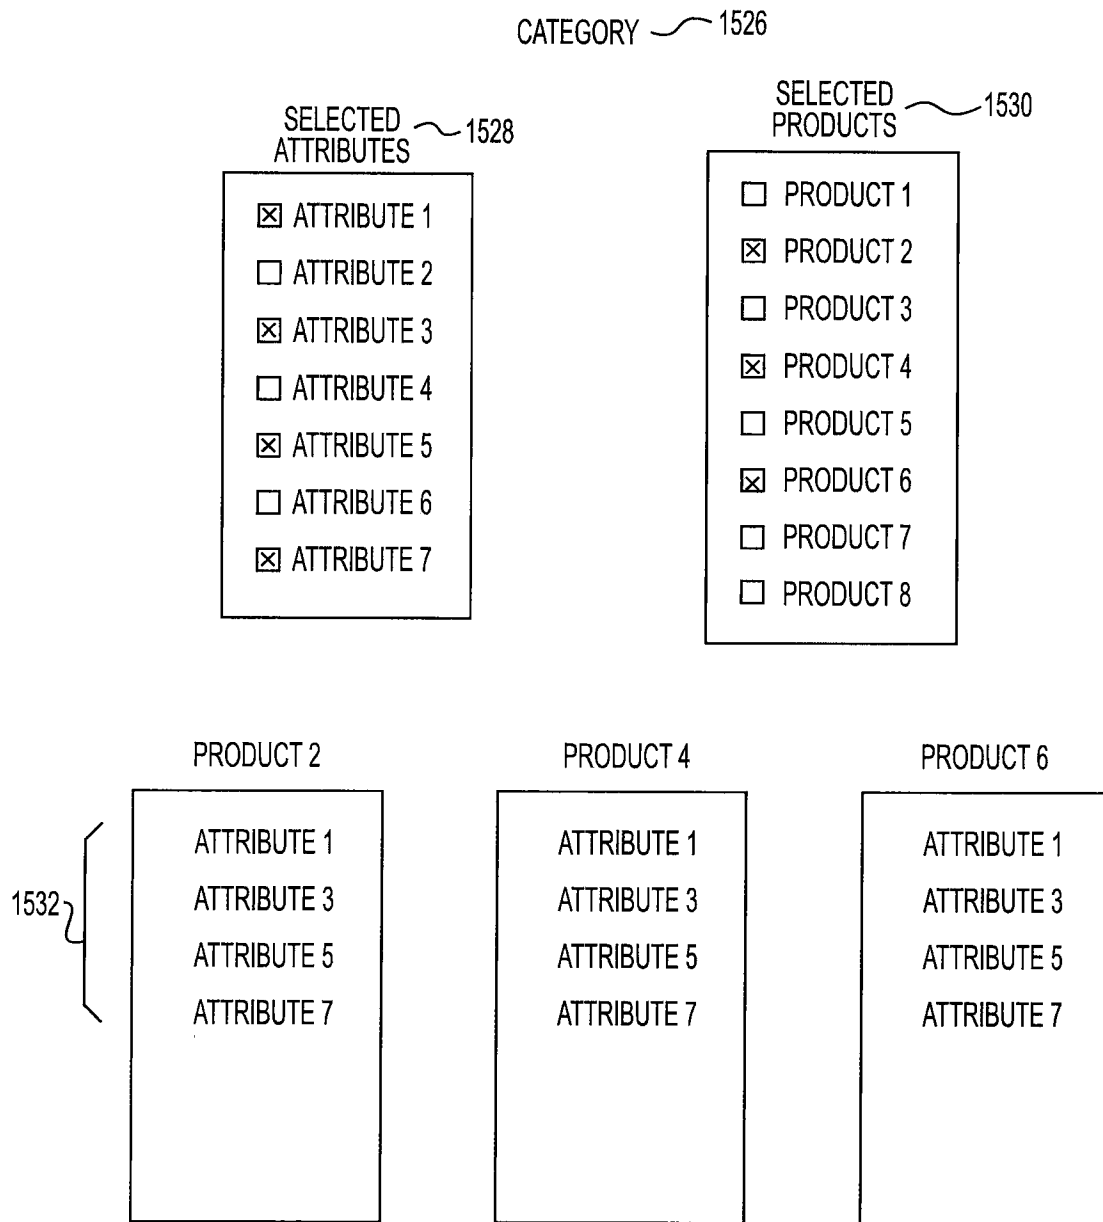 CATEGORY 1526
SELECTED
ATTRIBUTES 1528
ATTRIBUTE 1
ATTRIBUTE 2
ATTRIBUTE 3
ATTRIBUTE 4
ATTRIBUTE 5
ATTRIBUTE 6
ATTRIBUTE 7
SELECTED
PRODUCTS 1530
PRODUCT 1
PRODUCT 2
PRODUCT 3
PRODUCT 4
PRODUCT 5
PRODUCT 6
PRODUCT 7
PRODUCT 8
1532
PRODUCT 2
ATTRIBUTE 1
ATTRIBUTE 3
ATTRIBUTE 5
ATTRIBUTE 7
PRODUCT 4
ATTRIBUTE 1
ATTRIBUTE 3
ATTRIBUTE 5
ATTRIBUTE 7
PRODUCT 6
ATTRIBUTE 1
ATTRIBUTE 3
ATTRIBUTE 5
ATTRIBUTE 7